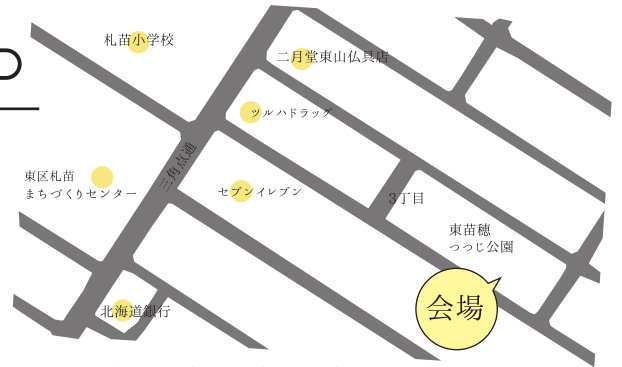 札苗小学校
二月堂東山仏具店
ツルハドラッグ
三角点通
東区札苗
まちづくりセンター
セブンイレブン
3丁目
東苗穂
つつじ公園
会場
北海道銀行